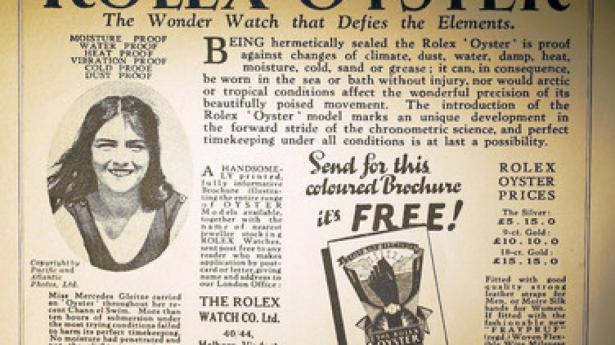 ROLEX OYSTER
The Wonder Watch that Defies the Elements.
MOISTURE PROOF
WATER PROOF
HEAT PROOF
VIBRATION PROOF
COLD PROOF
DUST PROOF
BEING hermetically sealed the Rolex 'Oyster' is proof
against changes of climate, dust, water, damp, heat,
moisture, cold, sand or grease; it can, in consequence,
be worn in the sea or bath without injury, nor would arctic
or tropical conditions affect the wonderful precision of its
beautifully poised movement. The introduction of the
Rolex 'Oyster' model marks an unique development in
the forward stride of the chronometric science, and perfect
timekeeping under all conditions is at last a possibility.
Copyright by
Pacific and
Atlantic
Photos, Ltd.
Miss Mercedes Gleitze carried
an 'Oyster' throughout her re-
cent Channel Swim. More than
ten hours of submersion under
the most trying conditions failed
to harm its perfect timekeeping.
No moisture had penetrated and
A HANDSOME-
LY printed,
fully informative
Brochure illustra-
ting the entire range
of OYSTER
Models available,
together with the
name of nearest
jeweller stocking
ROLEX Watches,
sent post free to any
reader who makes
application by post-
card or letter, giving
name and address to
our London Office:
THE ROLEX
WATCH CO. Ltd.
40/44,
Send for this
coloured Brochure
it's FREE!
THE ROLEX
OYSTER
ROLEX
OYSTER
PRICES
The Silver:
£5.15.0
9-ct. Gold:
£10.10.0
18-ct. Gold:
£15.15.0
Fitted with good
quality strong
leather straps for
Men, or Moire Silk
bands for Women.
If fitted with the
fashionable new
"FRAYPRUF"
(regd.) Woven Flex-